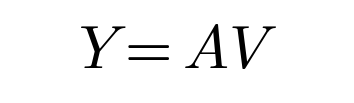 Y = AV